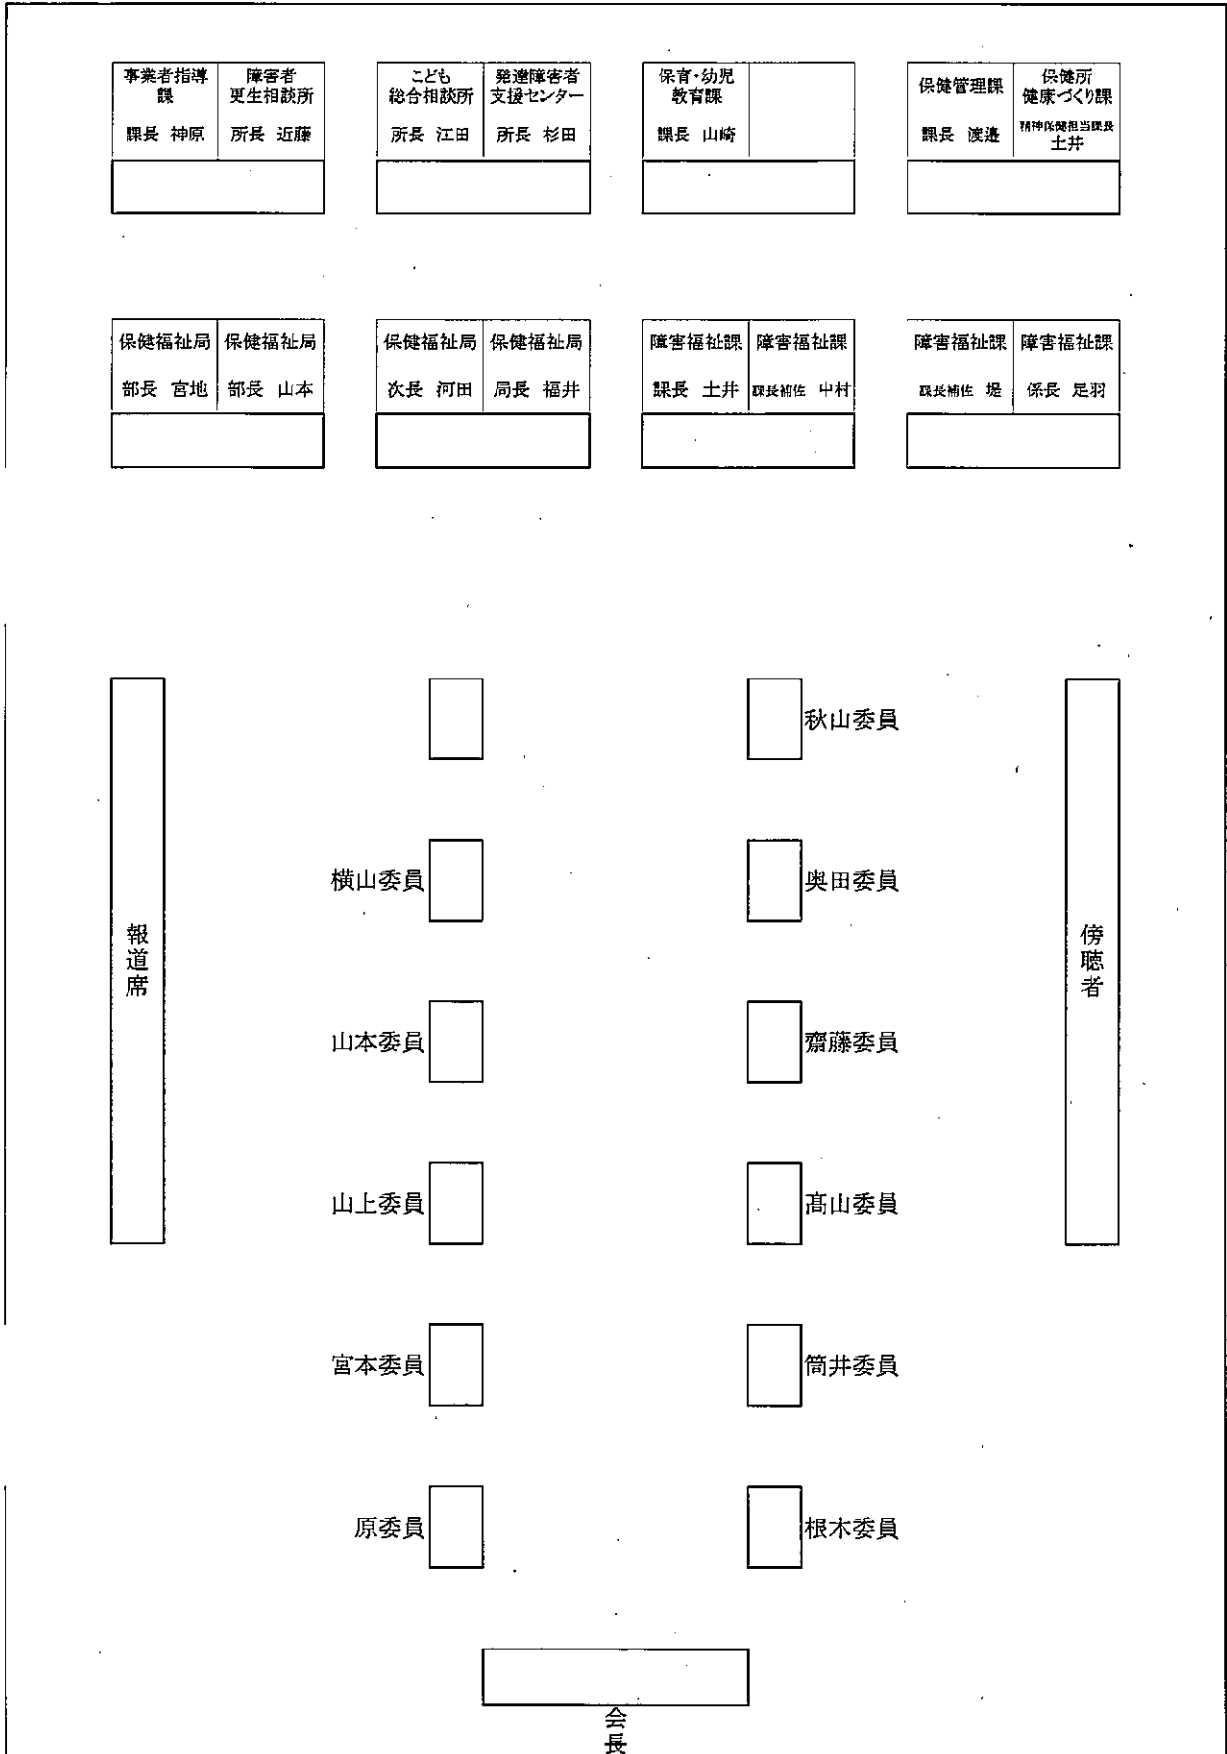 事業者指導
課
課長 神原
障害者
更生相談所
所長 近藤
こども
総合相談所
所長 江田
発達障害者
支援センター
所長 杉田
保育・幼児
教育課
課長 山崎
保健管理課
課長 渡邉
保健所
健康づくり課
精神保健担当課長
土井
保健福祉局
部長 宮地
保健福祉局
部長 山本
保健福祉局
次長 河田
保健福祉局
局長 福井
障害福祉課
課長 土井
障害福祉課
課長補佐 中村
障害福祉課
課長補佐 堤
障害福祉課
係長 足羽
秋山委員
横山委員
奥田委員
報道席
傍聴者
山本委員
齋藤委員
山上委員
髙山委員
宮本委員
筒井委員
原委員
根木委員
会長